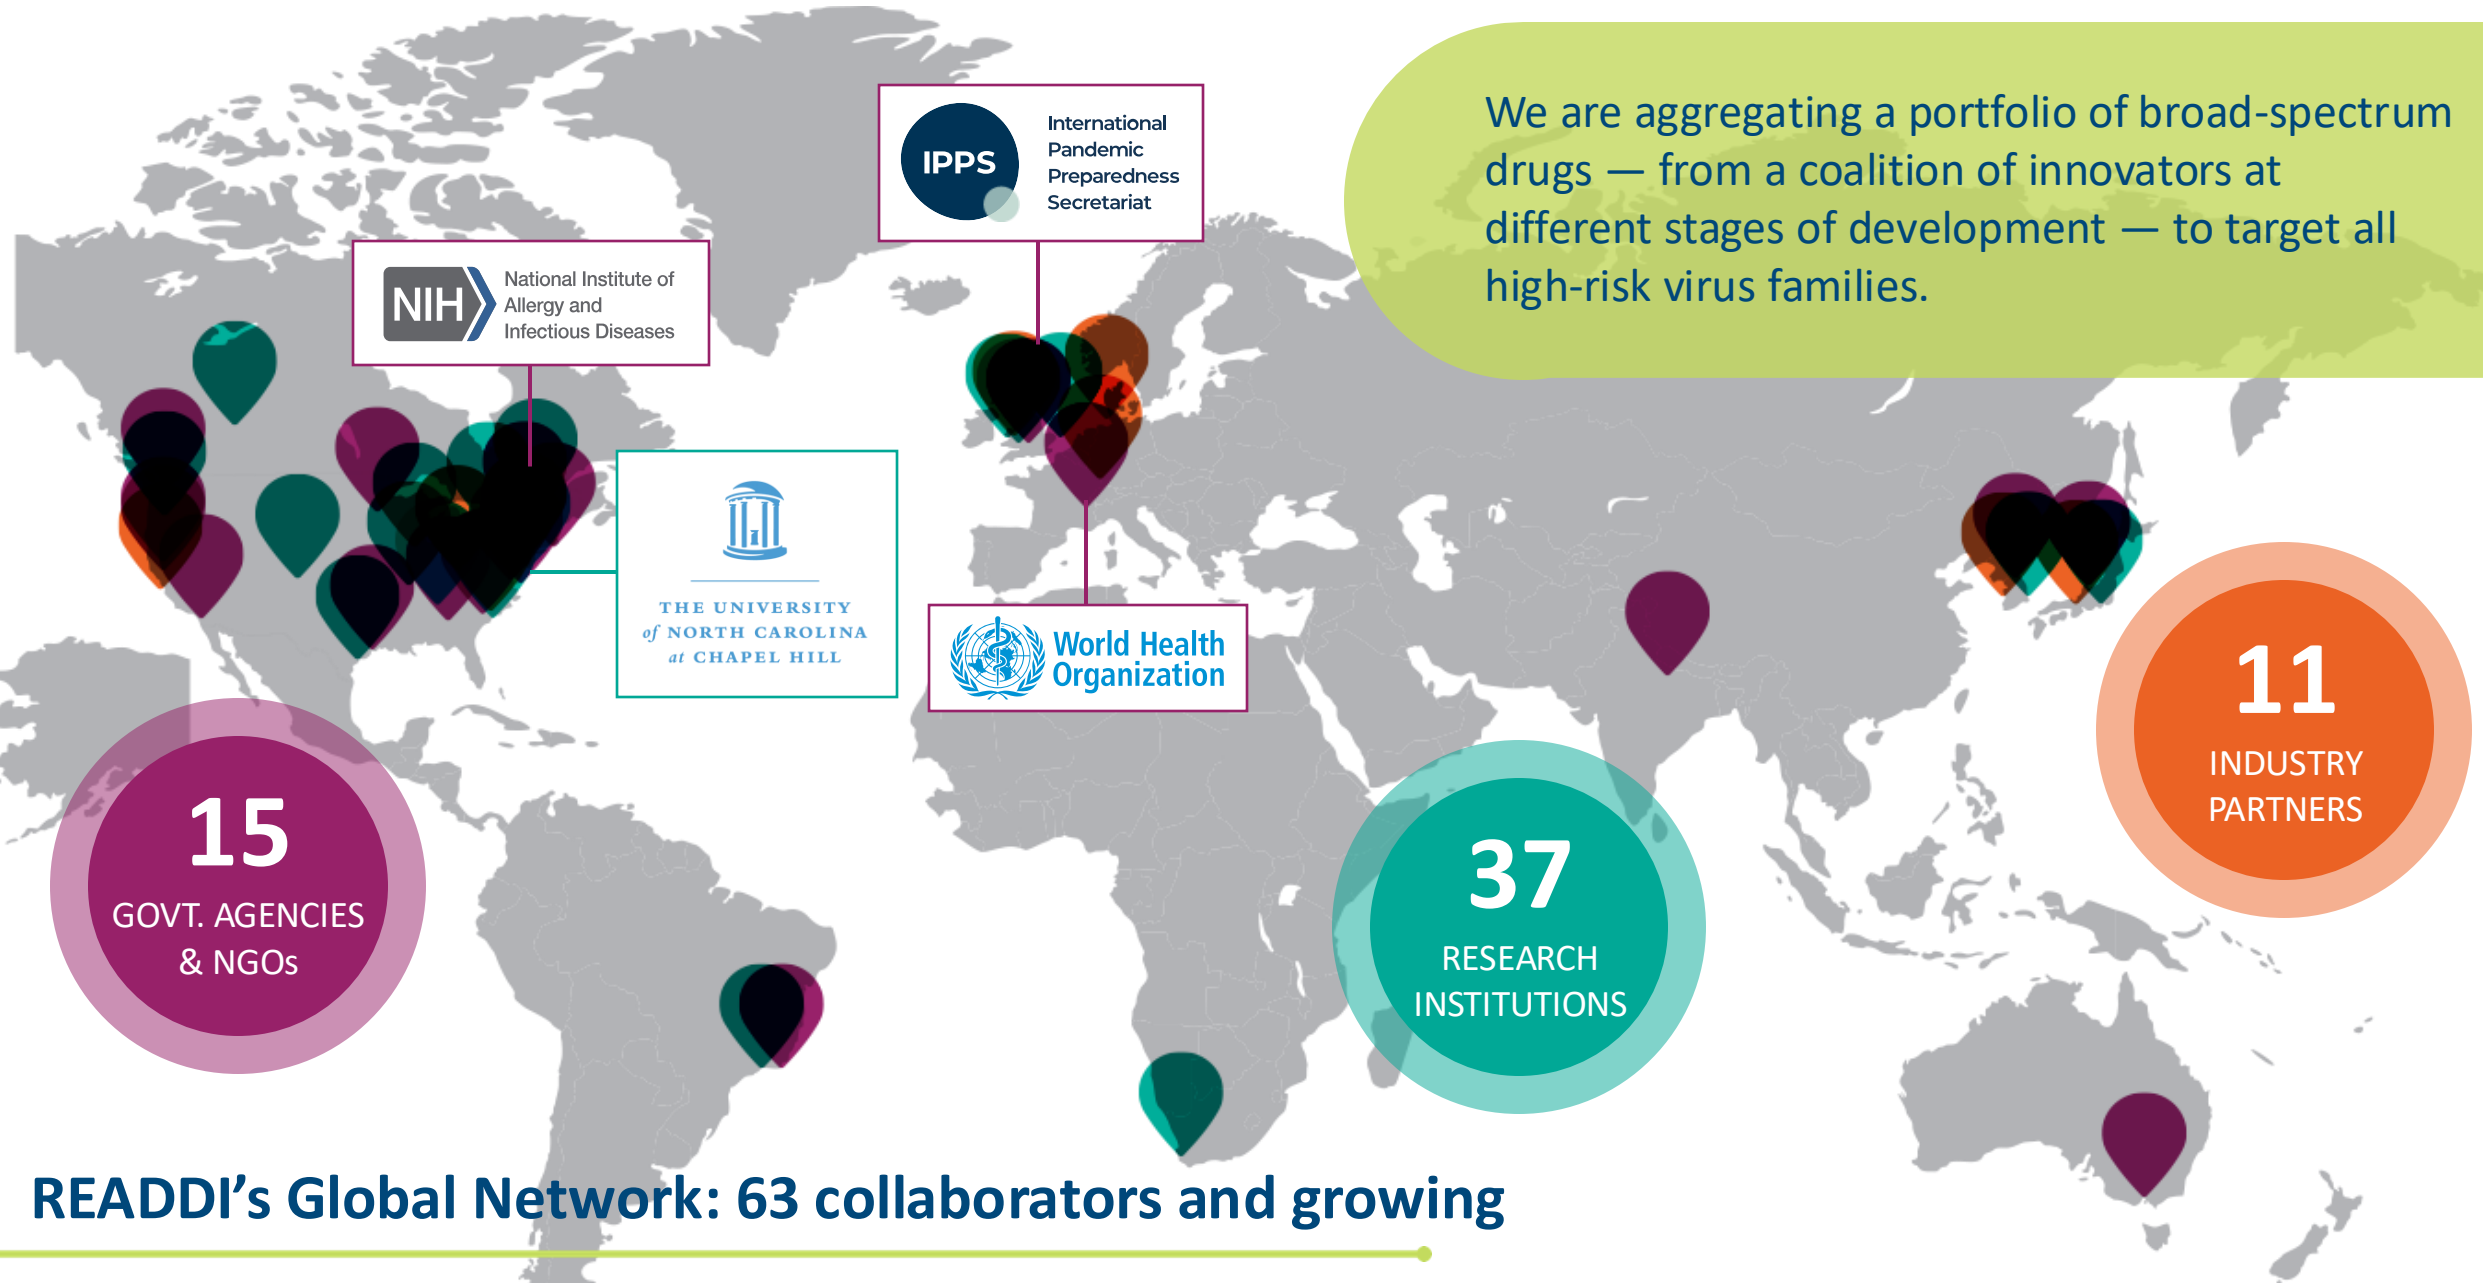 We are aggregating a portfolio of broad-spectrum
drugs — from a coalition of innovators at
different stages of development — to target all
high-risk virus families.
IPPS
International
Pandemic
Preparedness
Secretariat
NIH
National Institute of
Allergy and
Infectious Diseases
THE UNIVERSITY
of NORTH CAROLINA
at CHAPEL HILL
World Health
Organization
11
INDUSTRY
PARTNERS
15
GOVT. AGENCIES
& NGOs
37
RESEARCH
INSTITUTIONS
READDI’s Global Network: 63 collaborators and growing